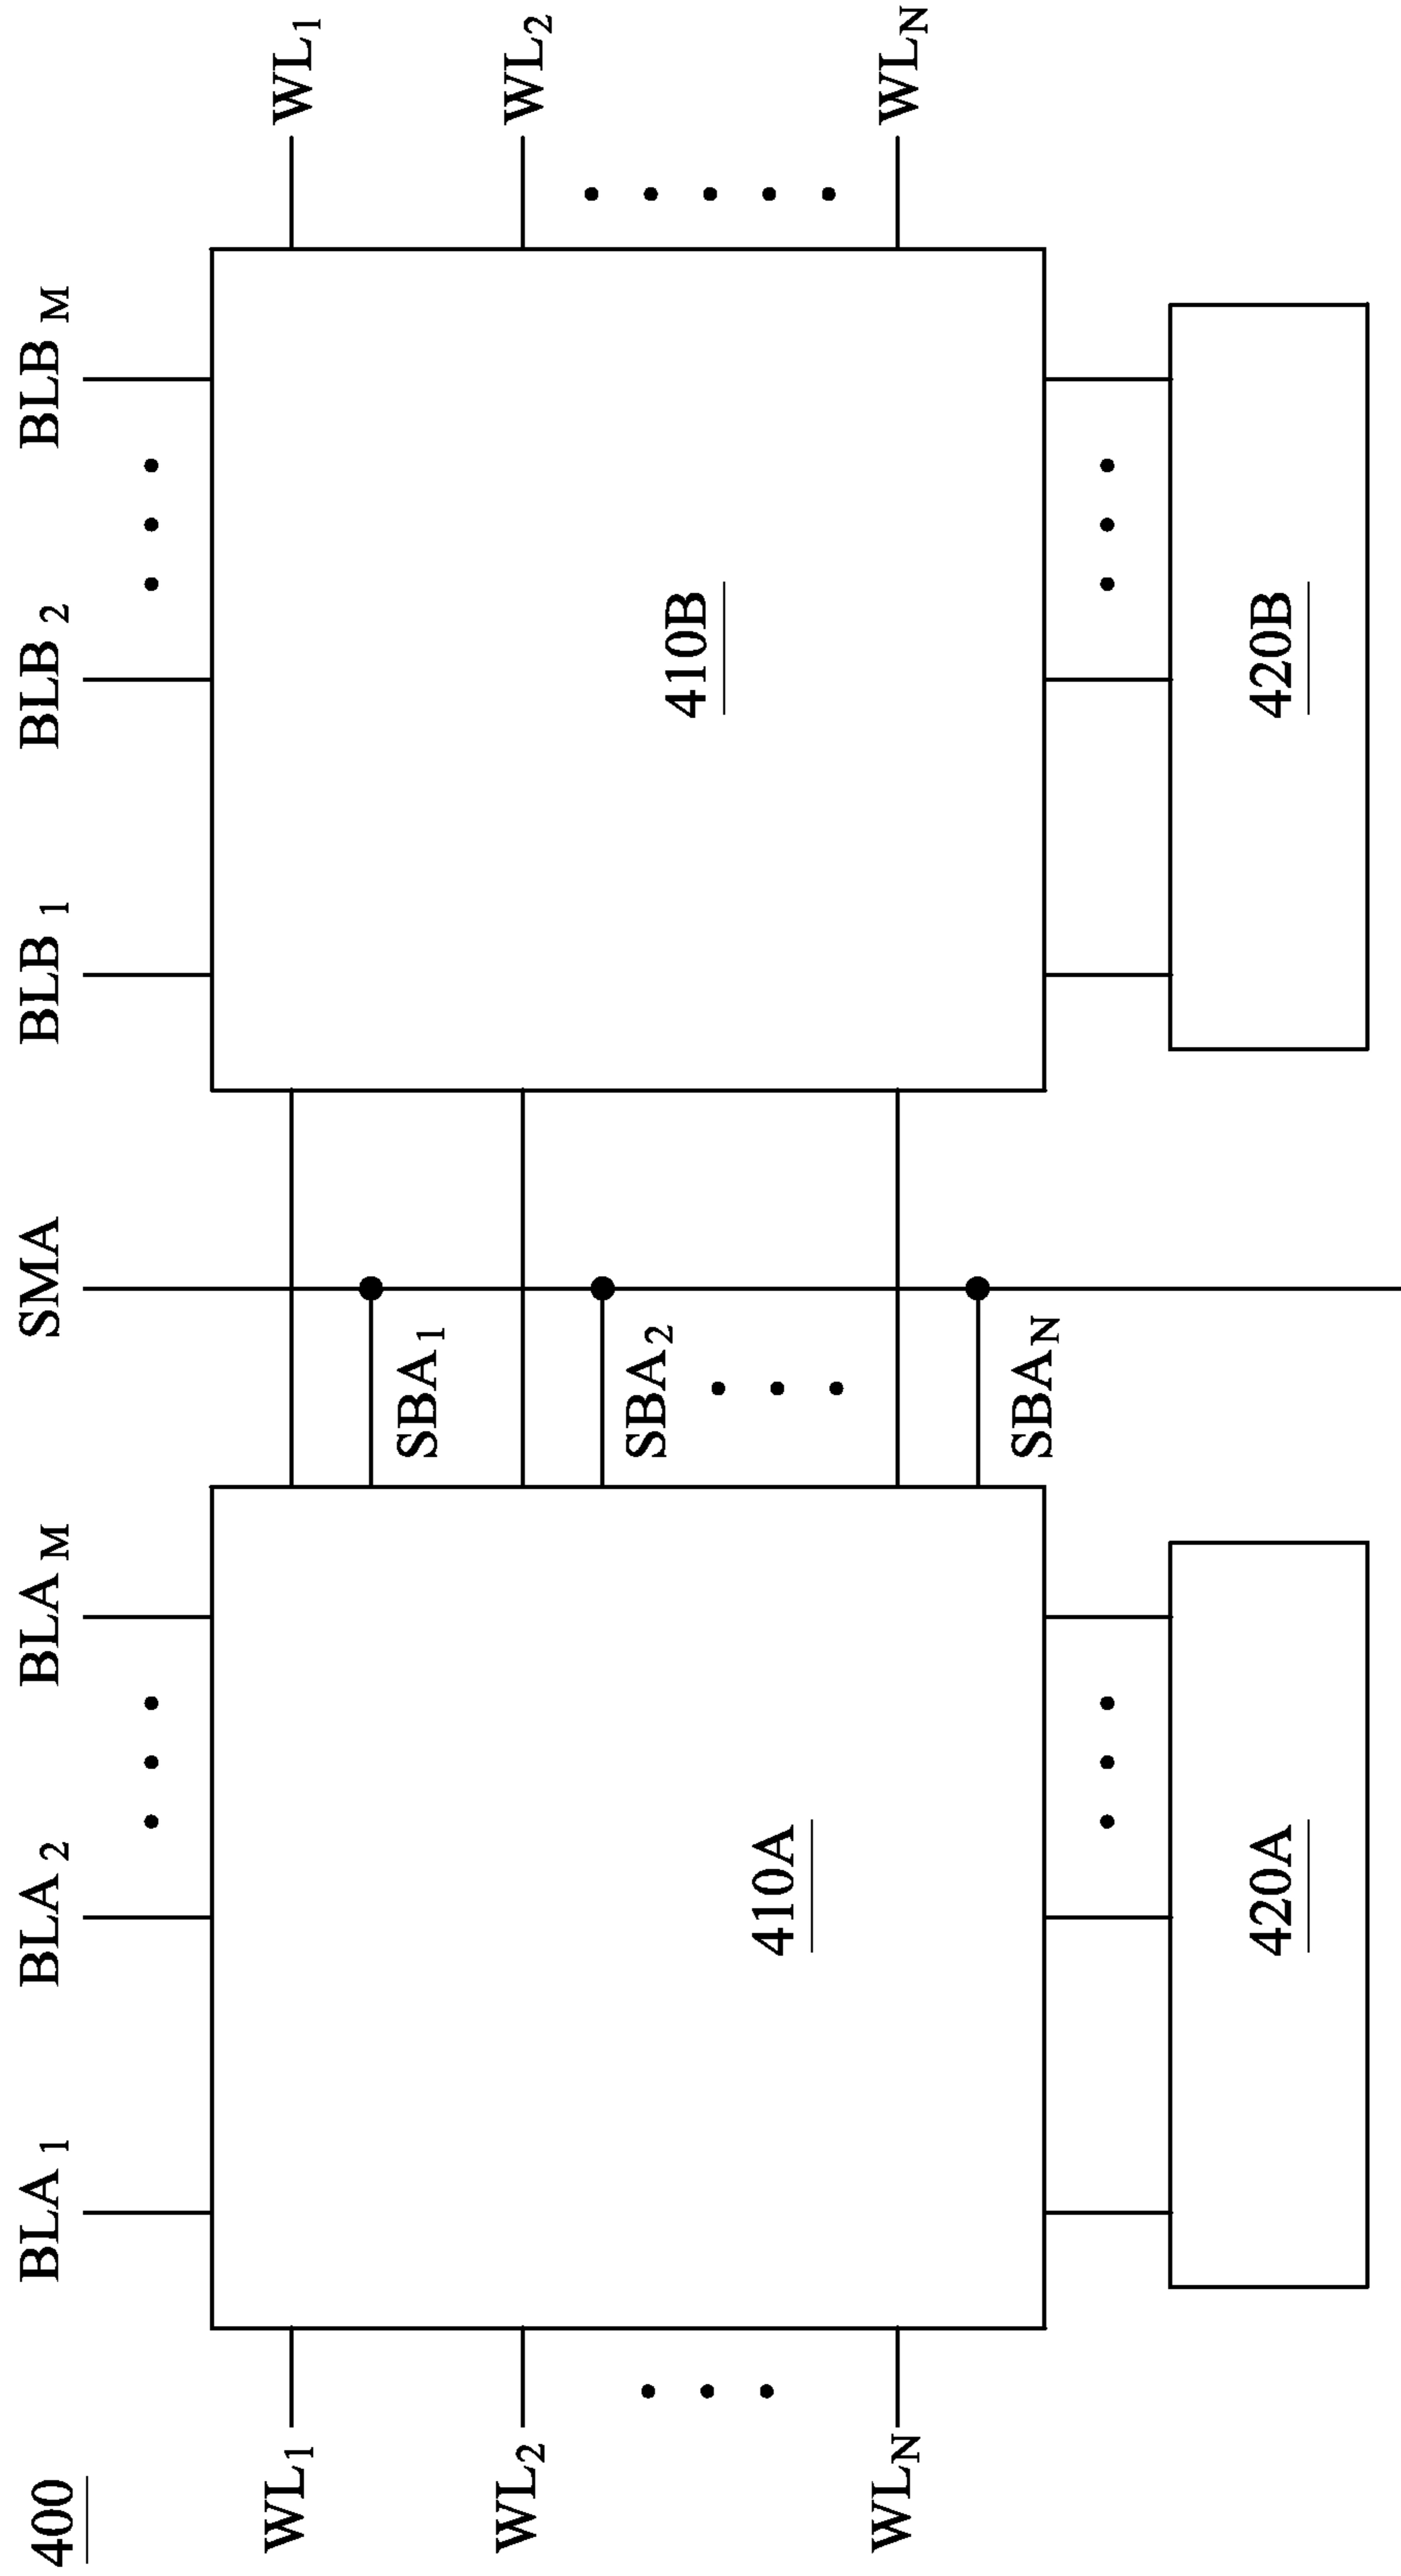 400
BLA1 BLA2 BLAM SMA BLB1 BLB2 BLBM
WL1 WL1
SBA1
WL2 WL2
SBA2
410A 410B
WLN WLN
SBAN
420A 420B